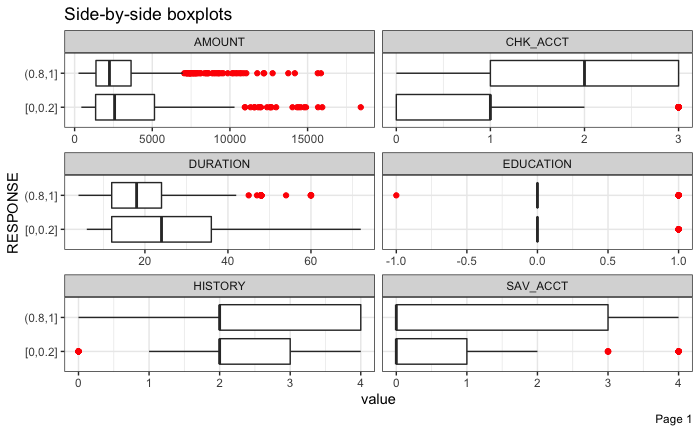 Side-by-side boxplots
AMOUNT CHK_ACCT
(0.8,1]
[0,0.2]
0 5000 10000 15000 0 1 2 3
DURATION EDUCATION
(0.8,1]
[0,0.2]
20 40 60 -1.0 -0.5 0.0 0.5 1.0
HISTORY SAV_ACCT
(0.8,1]
[0,0.2]
0 1 2 3 4 0 1 2 3 4
RESPONSE
value
Page 1